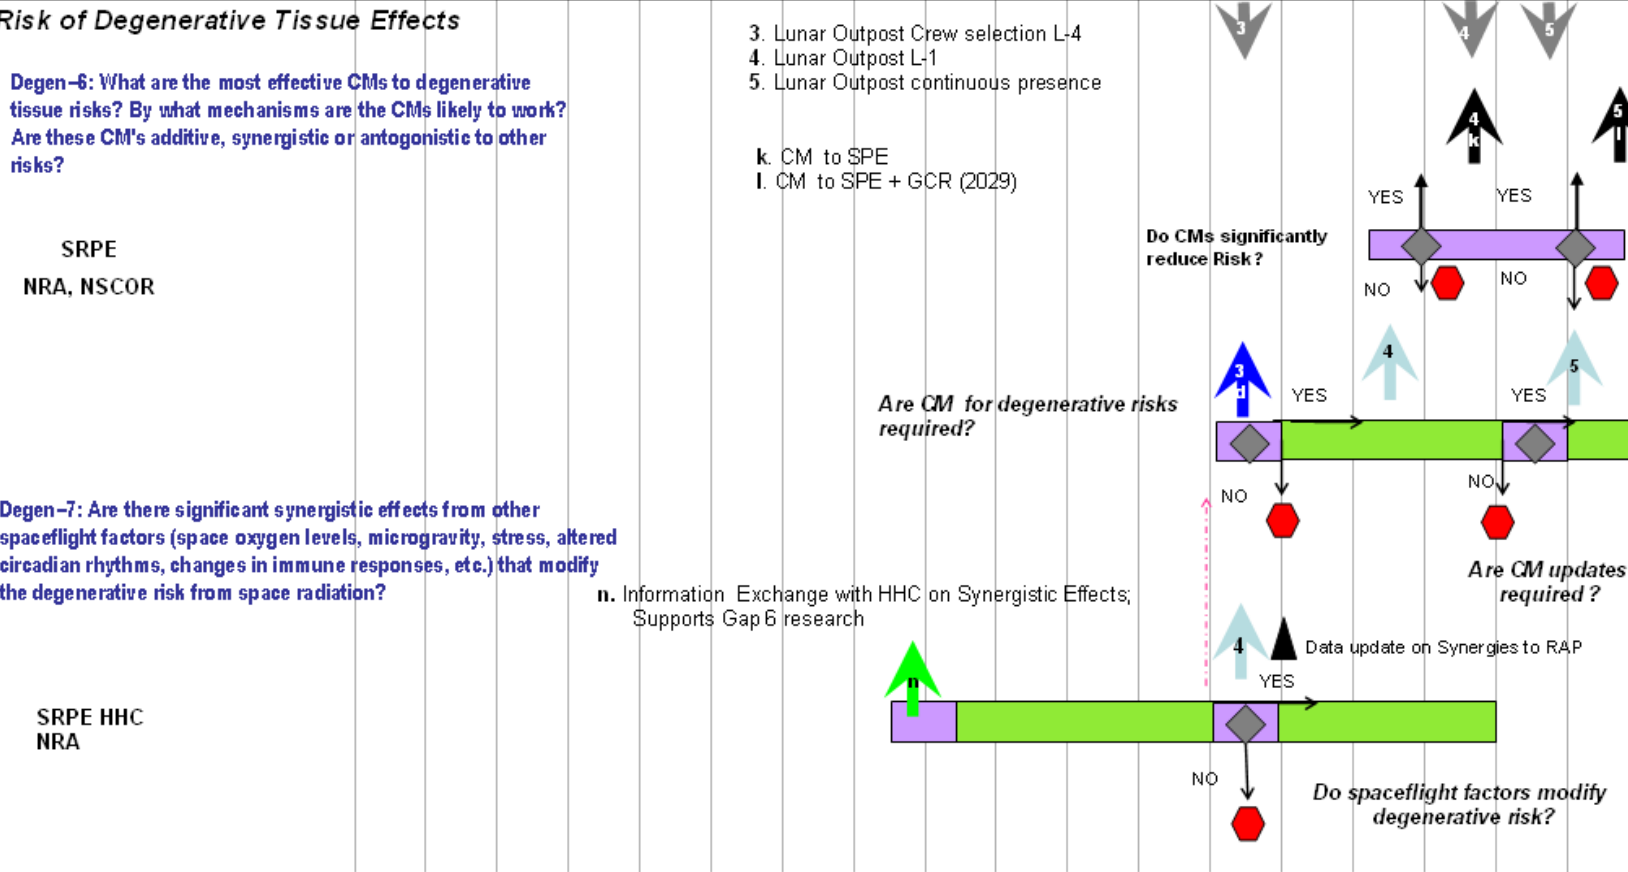 Risk of Degenerative Tissue Effects
3. Lunar Outpost Crew selection L-4
4. Lunar Outpost L-1
5. Lunar Outpost continuous presence
3
4
5
Degen-6: What are the most effective CMs to degenerative
tissue risks? By what mechanisms are the CMs likely to work?
Are these CM's additive, synergistic or antogonistic to other
risks?
k. CM to SPE
l. CM to SPE + GCR (2029)
4
k
5
l
YES
YES
SRPE
NRA, NSCOR
Do CMs significantly
reduce Risk?
NO
NO
3
d
4
5
Are CM for degenerative risks
required?
YES
YES
NO
NO
Degen-7: Are there significant synergistic effects from other
spaceflight factors (space oxygen levels, microgravity, stress, altered
circadian rhythms, changes in immune responses, etc.) that modify
the degenerative risk from space radiation?
Are CM updates
required ?
n. Information Exchange with HHC on Synergistic Effects;
Supports Gap 6 research
n
4
Data update on Synergies to RAP
YES
SRPE HHC
NRA
NO
Do spaceflight factors modify
degenerative risk?